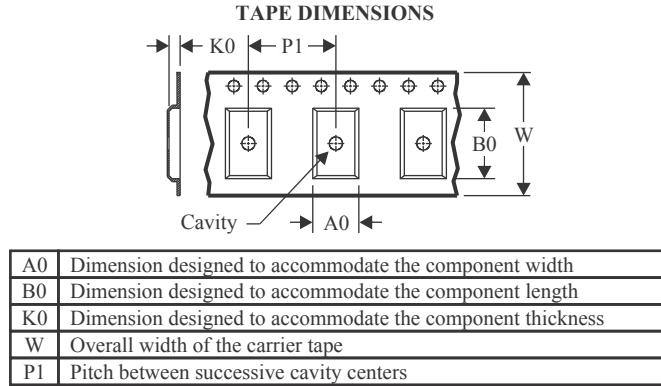 TAPE DIMENSIONS
K0 P1
B0 W
Cavity A0
A0 Dimension designed to accommodate the component width
B0 Dimension designed to accommodate the component length
K0 Dimension designed to accommodate the component thickness
W Overall width of the carrier tape
P1 Pitch between successive cavity centers